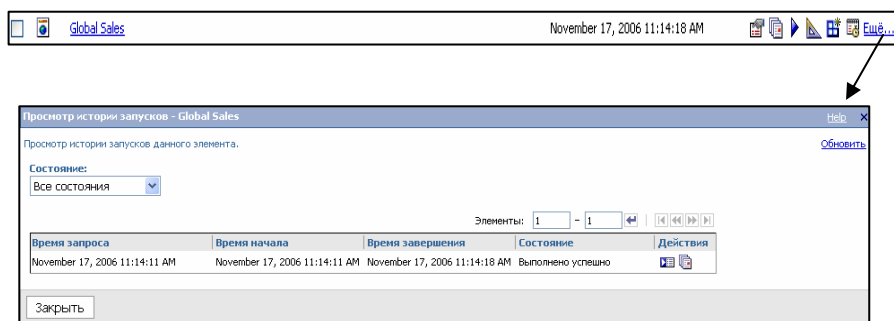 Global Sales November 17, 2006 11:14:18 AM Ещё...
Просмотр истории запусков - Global Sales Help
Просмотр истории запусков данного элемента. Обновить
Состояние:
Все состояния
Элементы: 1 - 1
Время запроса Время начала Время завершения Состояние Действия
November 17, 2006 11:14:11 AM November 17, 2006 11:14:11 AM November 17, 2006 11:14:18 AM Выполнено успешно
Закрыть